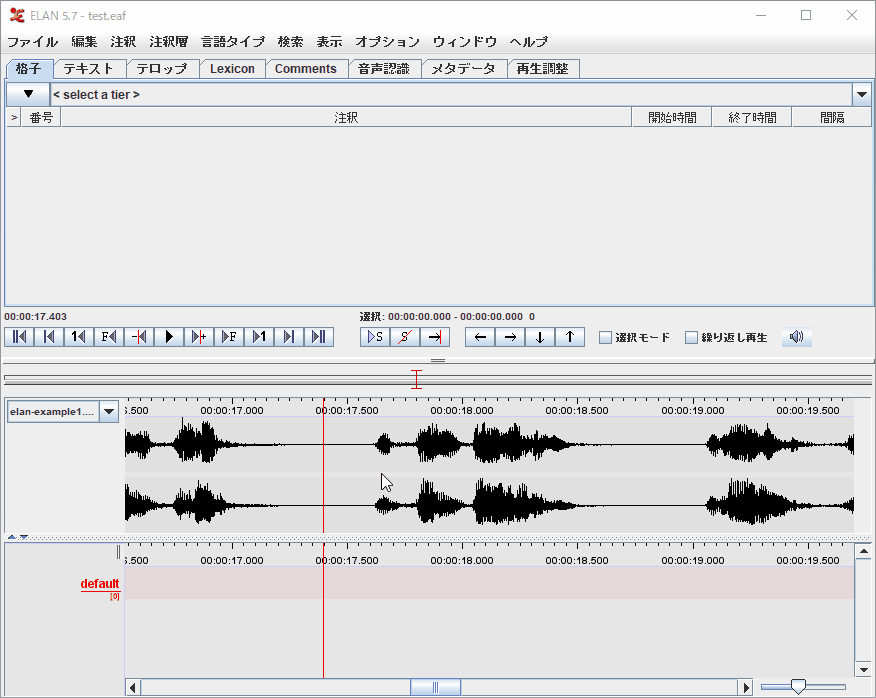 ELAN 5.7 - test.eaf
ファイル 編集 注釈 注釈層 言語タイプ 検索 表示 オプション ウィンドウ ヘルプ
格子 テキスト テロップ Lexicon Comments 音声認識 メタデータ 再生調整
< select a tier >
> 番号 注釈 開始時間 終了時間 間隔
00:00:17.403 選択: 00:00:00.000 - 00:00:00.000 0
1 F S S 選択モード 繰り返し再生
F 1
elan-example1....
5.500 00:00:17.000 00:00:17.500 00:00:18.000 00:00:18.500 00:00:19.000 00:00:19.500
5.500 00:00:17.000 00:00:17.500 00:00:18.000 00:00:18.500 00:00:19.000 00:00:19.500
default
[0]